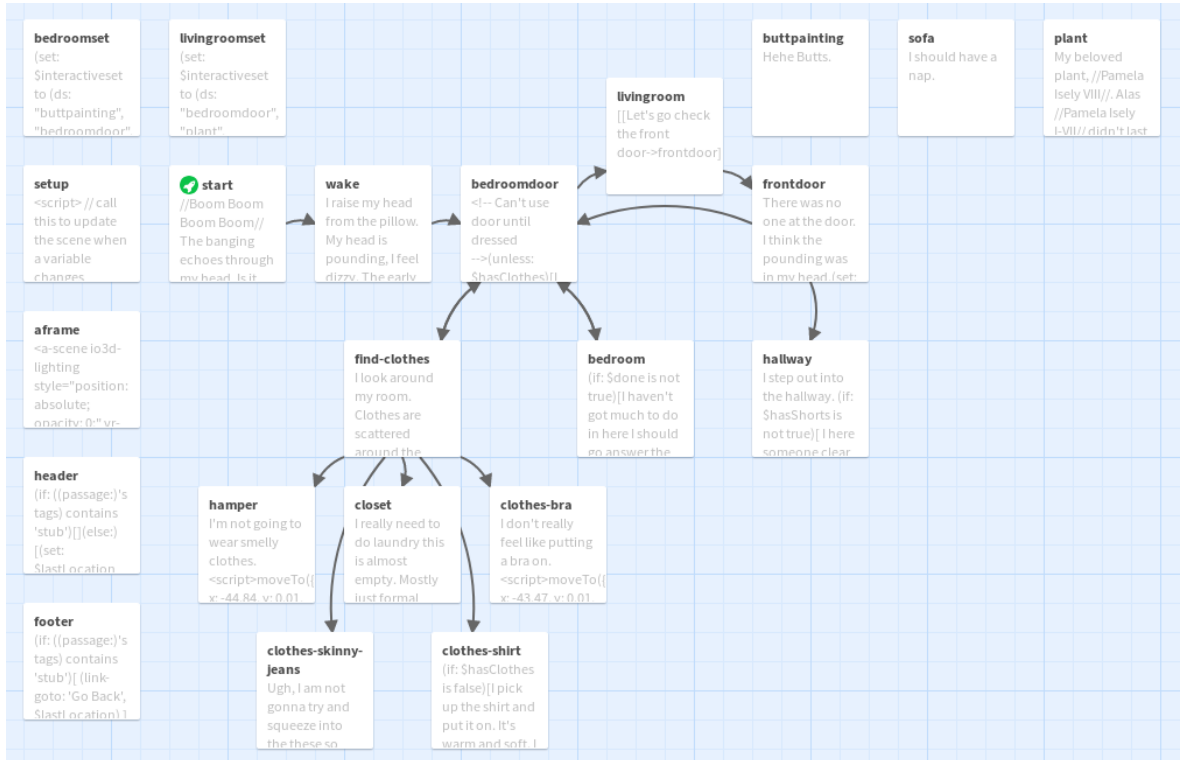 bedroomset
(set:
$interactiveset
to (ds:
"buttpainting",
"bedroomdoor"
livingroomset
(set:
$interactiveset
to (ds:
"bedroomdoor",
"plant",
buttpainting
Hehe Butts.
sofa
I should have a
nap.
plant
My beloved
plant, //Pamela
Isely VIII//. Alas
//Pamela Isely
I-VII// didn't last
livingroom
[[Let's go check
the front
door->frontdoor]
setup
<script> // call
this to update
the scene when
a variable
changes
start
//Boom Boom
Boom Boom//
The banging
echoes through
my head. Is it
wake
I raise my head
from the pillow.
My head is
pounding, I feel
dizzy. The early
bedroomdoor
<!-- Can't use
door until
dressed
-->(unless:
$hasClothes)[I
frontdoor
There was no
one at the door.
I think the
pounding was
in my head.(set:
aframe
<a-scene io3d-
lighting
style="position:
absolute;
opacity: 0;" vr-
find-clothes
I look around
my room.
Clothes are
scattered
around the
bedroom
(if: $done is not
true)[I haven't
got much to do
in here I should
go answer the
hallway
I step out into
the hallway. (if:
$hasShorts is
not true)[ I here
someone clear
header
(if: ((passage:)'s
tags) contains
'stub')[](else:)
[(set:
$lastLocation
hamper
I'm not going to
wear smelly
clothes.
<script>moveTo({
x: -44.84, y: 0.01,
closet
I really need to
do laundry this
is almost
empty. Mostly
just formal
clothes-bra
I don't really
feel like putting
a bra on.
<script>moveTo({
x: -43.47, y: 0.01,
footer
(if: ((passage:)'s
tags) contains
'stub')[ (link-
goto: 'Go Back',
$lastLocation) ]
clothes-skinny-
jeans
Ugh, I am not
gonna try and
squeeze into
the these so
clothes-shirt
(if: $hasClothes
is false)[I pick
up the shirt and
put it on. It's
warm and soft. I